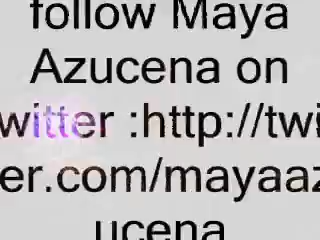 follow Maya
Azucena on
witter :http://twi
er.com/mayaaz
ucena